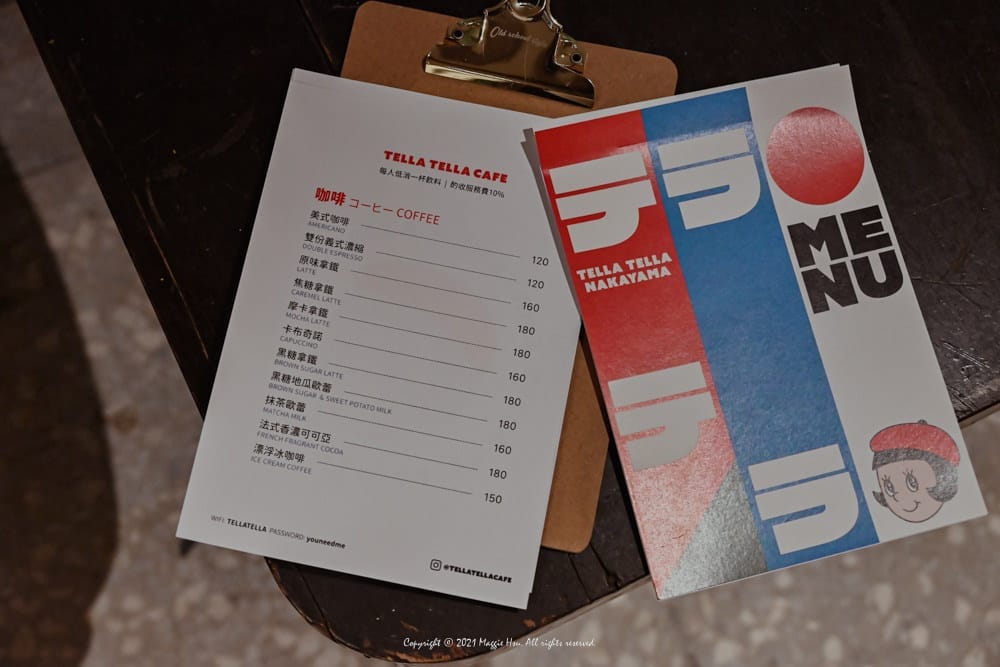 Old school
TELLA TELLA CAFE
每人低消一杯飲料 | 酌收服務費10%
咖啡 コーヒー COFFEE
美式咖啡 120
AMERICANO
雙份義式濃縮 120
DOUBLE ESPRESSO
原味拿鐵 160
LATTE
焦糖拿鐵 180
CAREMEL LATTE
摩卡拿鐵 180
MOCHA LATTE
卡布奇諾 160
CAPUCCINO
黑糖拿鐵 180
BROWN SUGAR LATTE
黑糖地瓜歐蕾 180
BROWN SUGAR & SWEET POTATO MILK
抹茶歐蕾 160
MATCHA MILK
法式香濃可可亞 180
FRENCH FRAGRANT COCOA
漂浮冰咖啡 150
ICE CREAM COFFEE
WIFI: TELLATELLA PASSWORD: youneedme
@TELLATELLACAFE
テラ
テラ
TELLA TELLA
NAKAYAMA
ME
NU
Copyright © 2021 Maggie Hsu. All rights reserved.